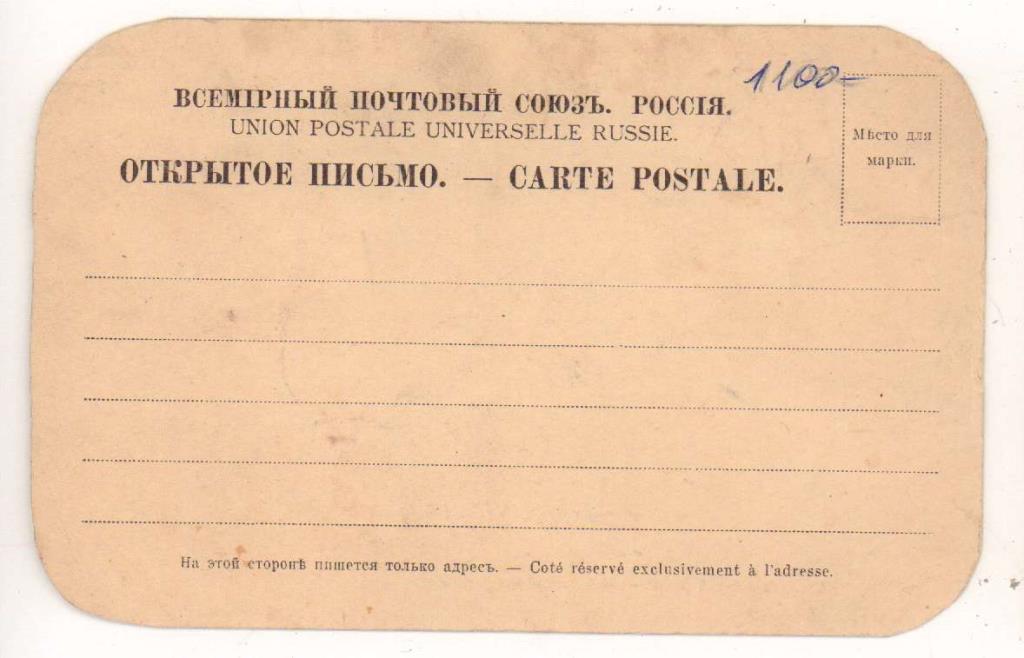 1100-
ВСЕМІРНЫЙ ПОЧТОВЫЙ СОЮЗЪ. РОССІЯ.
UNION POSTALE UNIVERSELLE RUSSIE.
ОТКРЫТОЕ ПИСЬМО. — CARTE POSTALE.
Мѣсто для
марки.
На этой сторонѣ пишется только адресъ. — Coté réservé exclusivement à l'adresse.